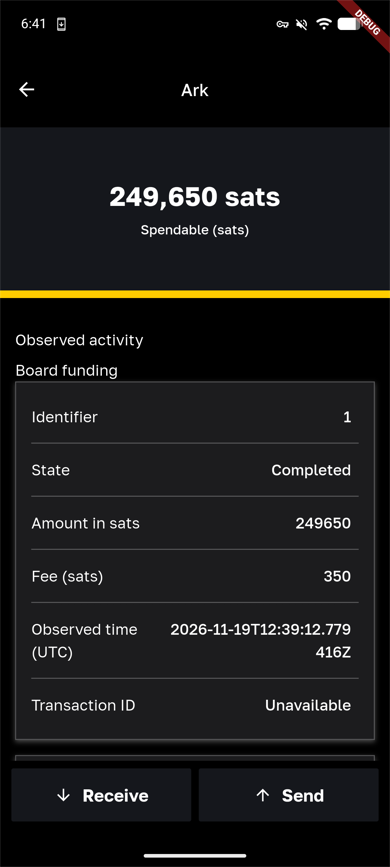 6:41
DEBUG
Ark
249,650 sats
Spendable (sats)
Observed activity
Board funding
Identifier 1
State Completed
Amount in sats 249650
Fee (sats) 350
Observed time (UTC) 2026-11-19T12:39:12.779
416Z
Transaction ID Unavailable
Receive Send